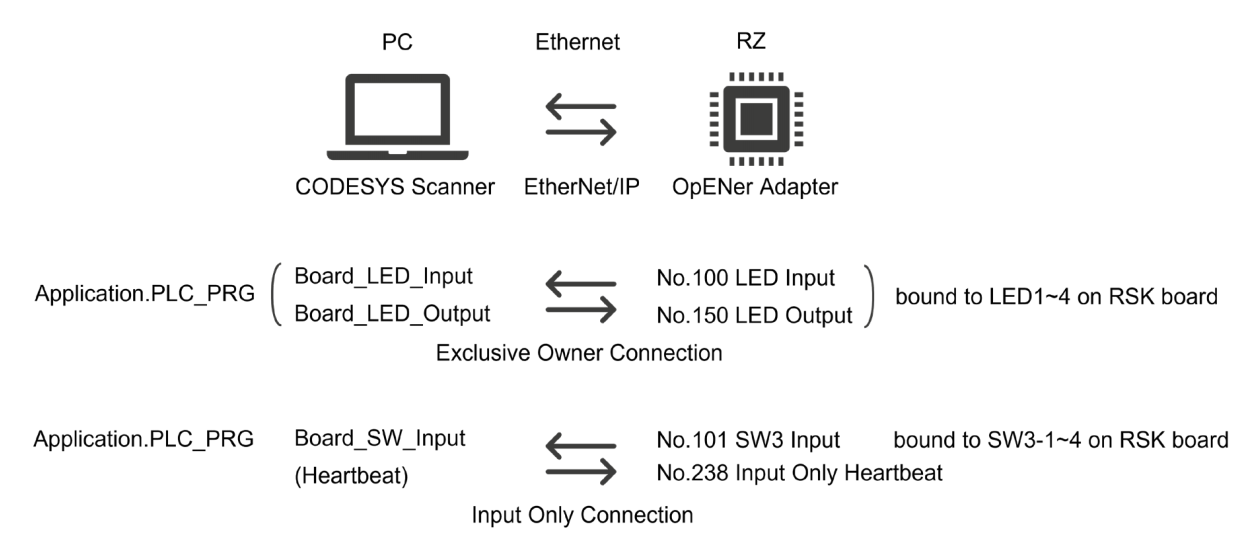 PC Ethernet RZ
CODESYS Scanner EtherNet/IP OpENer Adapter
Application.PLC_PRG Board_LED_Input No.100 LED Input bound to LED1~4 on RSK board
Board_LED_Output No.150 LED Output
Exclusive Owner Connection
Application.PLC_PRG Board_SW_Input No.101 SW3 Input bound to SW3-1~4 on RSK board
(Heartbeat) No.238 Input Only Heartbeat
Input Only Connection